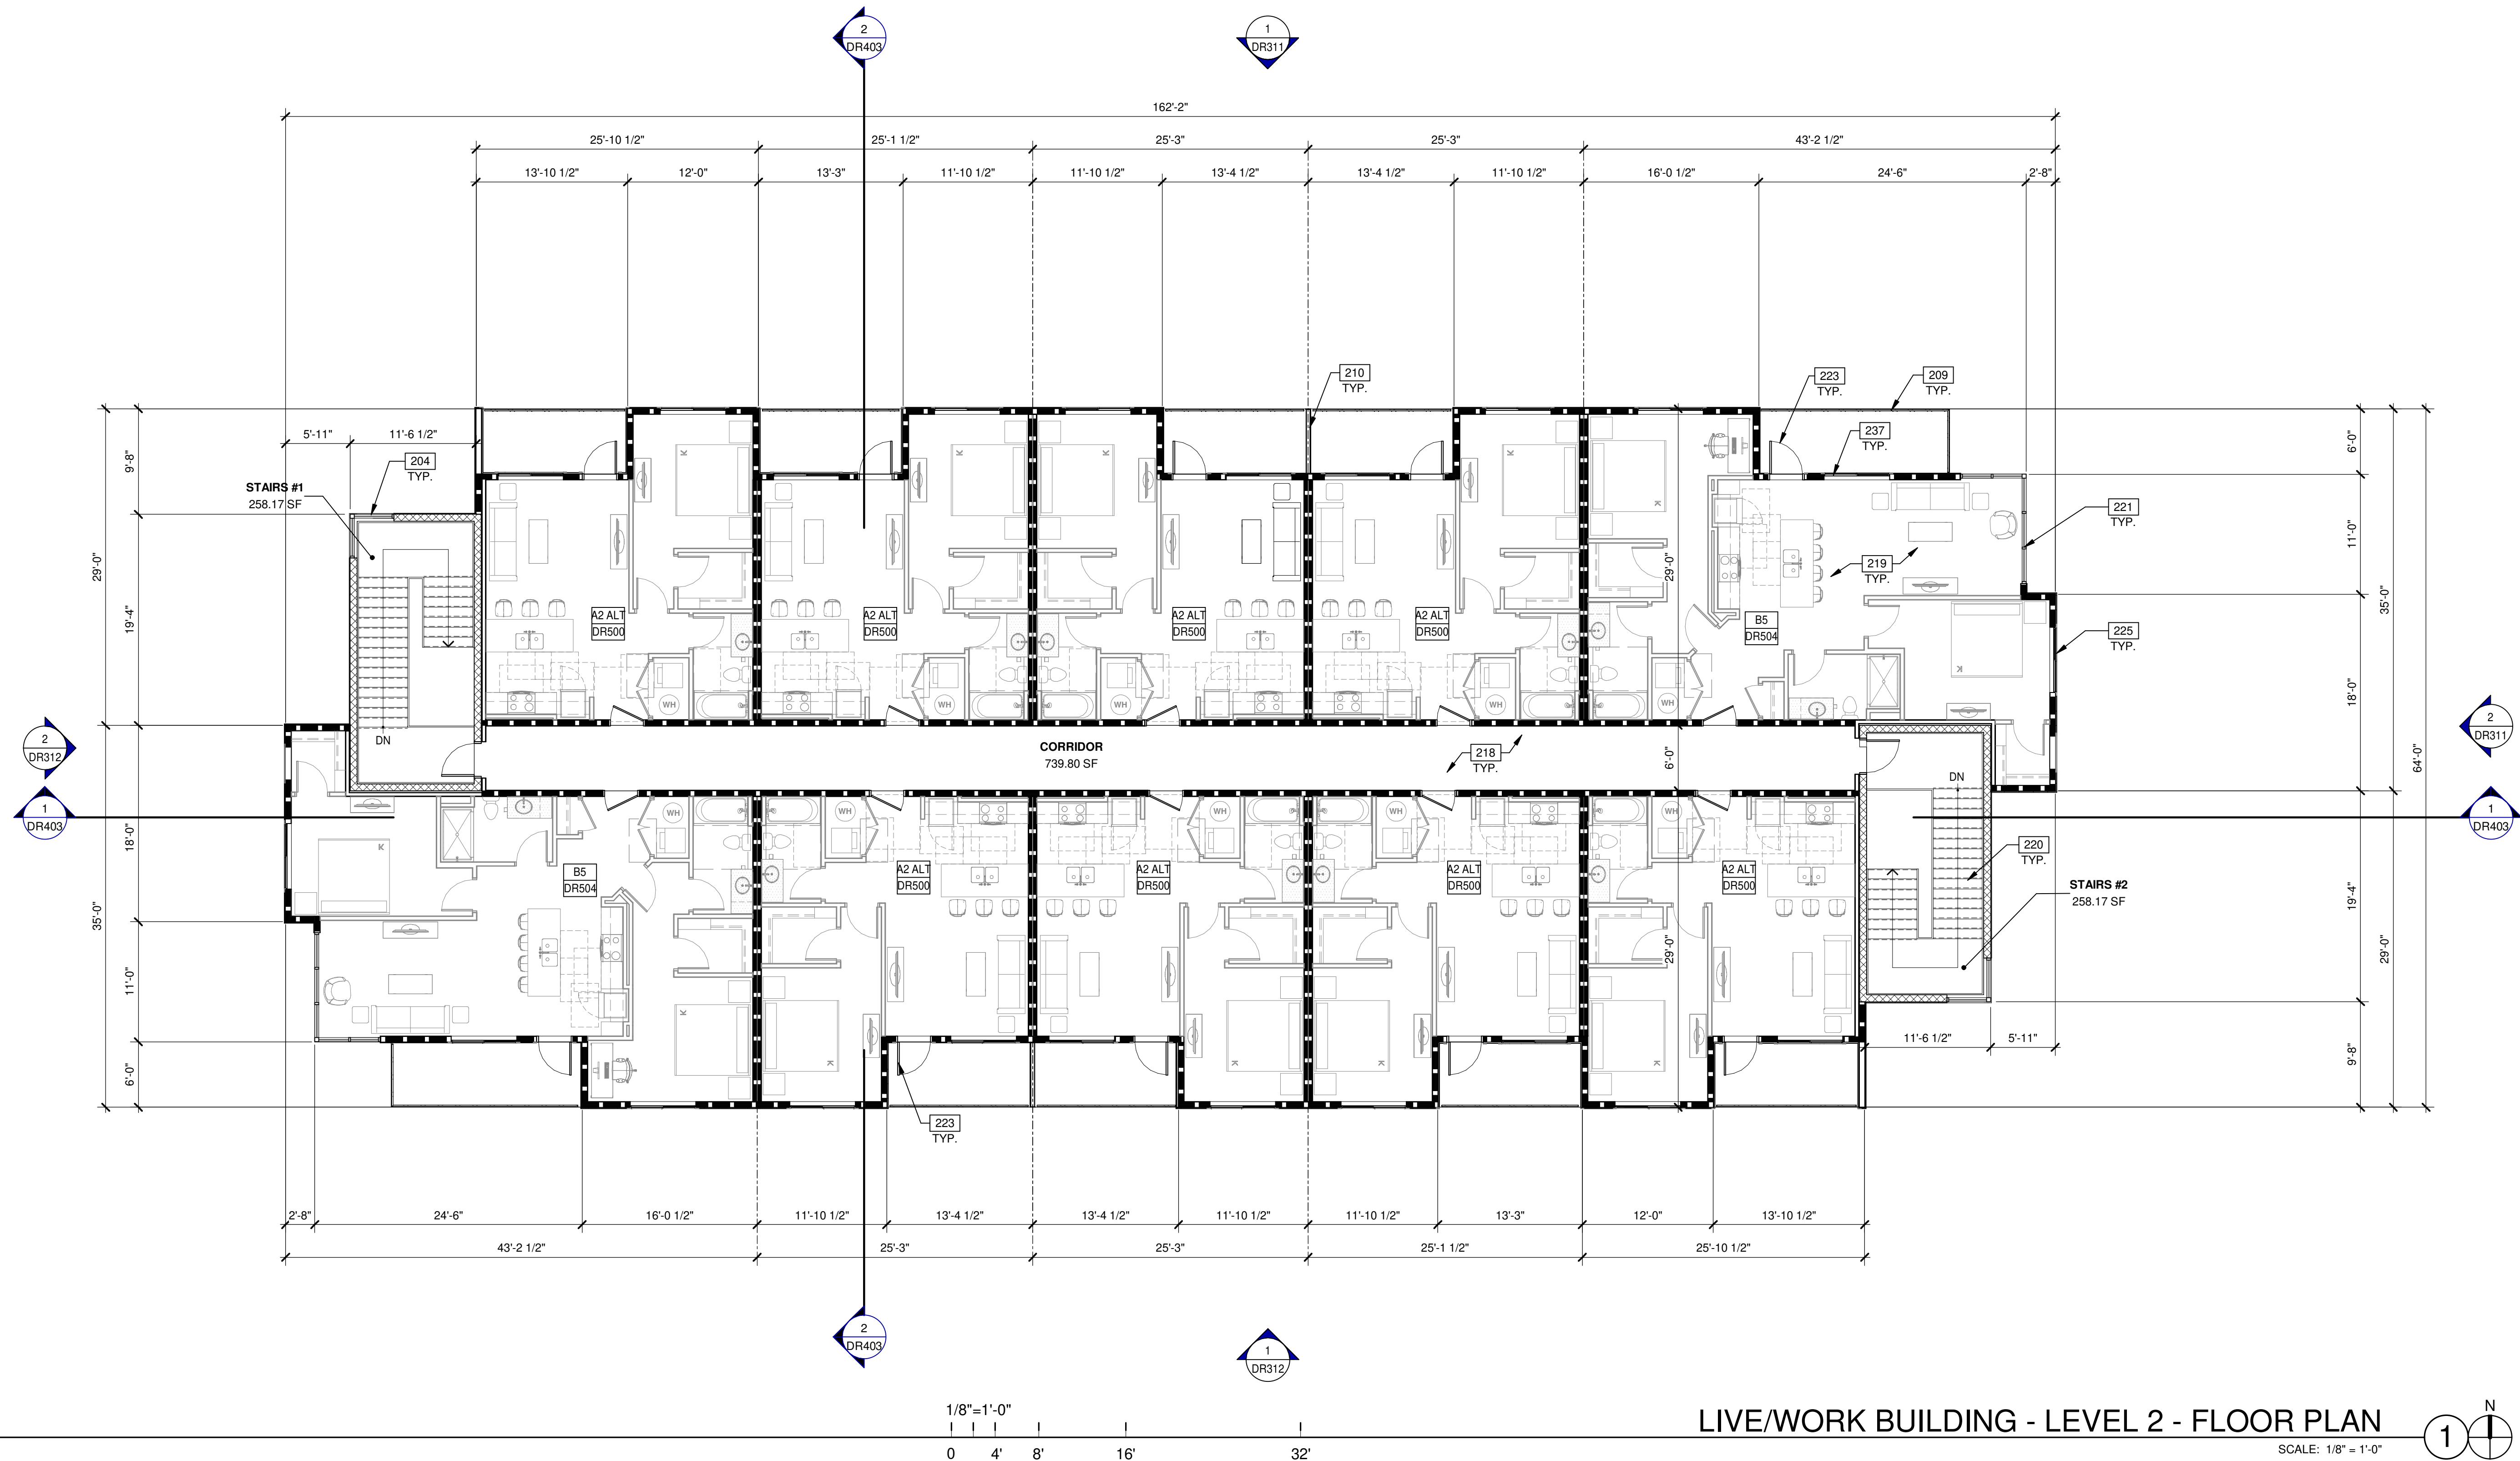 2
DR403
1
DR311
162'-2"
25'-10 1/2"
25'-1 1/2"
25'-3"
25'-3"
43'-2 1/2"
13'-10 1/2"
12'-0"
13'-3"
11'-10 1/2"
11'-10 1/2"
13'-4 1/2"
13'-4 1/2"
11'-10 1/2"
16'-0 1/2"
24'-6"
2'-8"
210
TYP.
223
TYP.
209
TYP.
237
TYP.
5'-11"
11'-6 1/2"
204
TYP.
STAIRS #1
258.17 SF
9'-8"
29'-0"
19'-4"
6'-0"
11'-0"
35'-0"
18'-0"
64'-0"
K
K
K
K
K
29'-0"
221
TYP.
219
TYP.
225
TYP.
A2 ALT
DR500
A2 ALT
DR500
A2 ALT
DR500
A2 ALT
DR500
B5
DR504
K
WH
WH
WH
WH
WH
DN
2
DR312
CORRIDOR
739.80 SF
218
TYP.
6'-0"
2
DR311
1
DR403
DN
1
DR403
WH
WH
WH
WH
WH
18'-0"
35'-0"
11'-0"
6'-0"
K
B5
DR504
A2 ALT
DR500
A2 ALT
DR500
A2 ALT
DR500
A2 ALT
DR500
220
TYP.
STAIRS #2
258.17 SF
19'-4"
29'-0"
9'-8"
29'-0"
K
K
K
K
K
11'-6 1/2"
5'-11"
223
TYP.
2'-8"
24'-6"
16'-0 1/2"
11'-10 1/2"
13'-4 1/2"
13'-4 1/2"
11'-10 1/2"
11'-10 1/2"
13'-3"
12'-0"
13'-10 1/2"
43'-2 1/2"
25'-3"
25'-3"
25'-1 1/2"
25'-10 1/2"
2
DR403
1
DR312
1/8"=1'-0"
0 4' 8' 16' 32'
LIVE/WORK BUILDING - LEVEL 2 - FLOOR PLAN
SCALE: 1/8" = 1'-0"
1
N